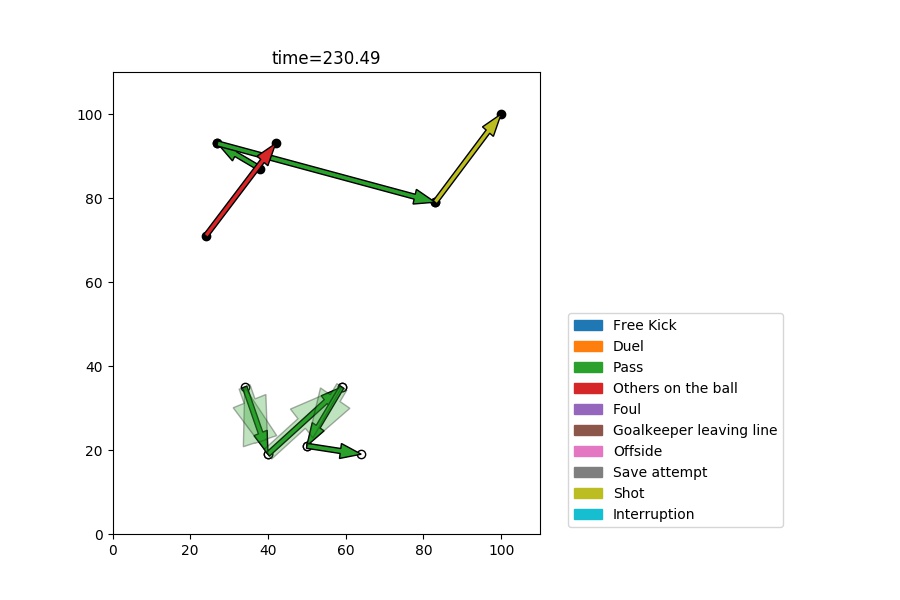 time=230.49
100
80
60
40
20
0
0 20 40 60 80 100
Free Kick
Duel
Pass
Others on the ball
Foul
Goalkeeper leaving line
Offside
Save attempt
Shot
Interruption